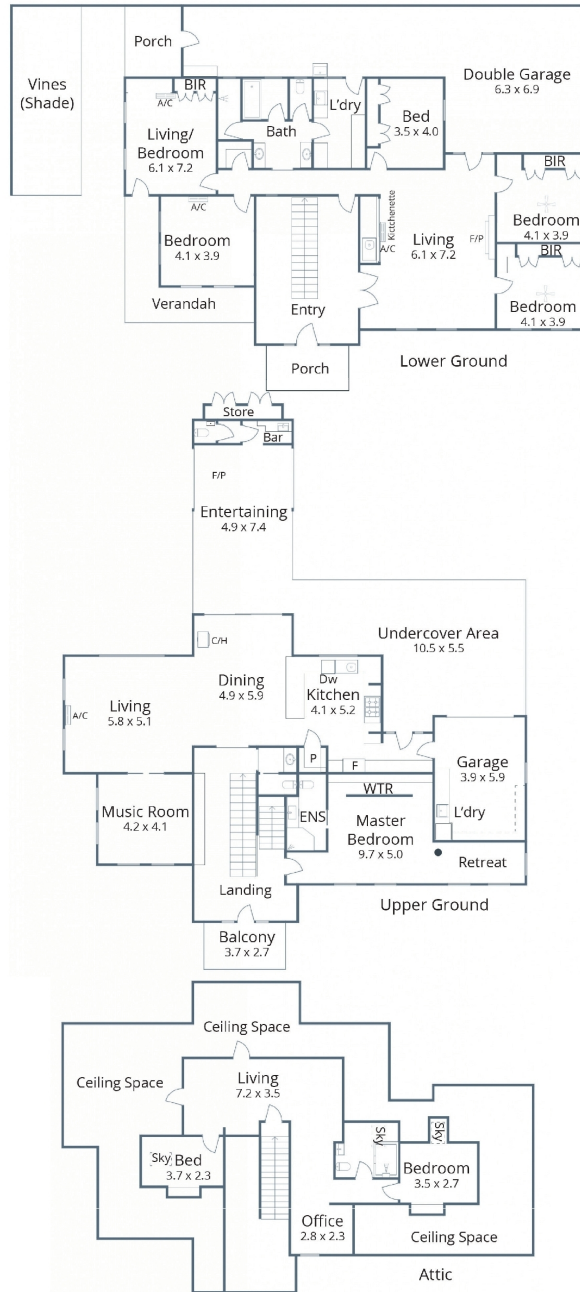 Porch
Vines
(Shade)
BIR
A/C
Living/
Bedroom
6.1 x 7.2
Bath
L'dry
Bed
3.5 x 4.0
Double Garage
6.3 x 6.9
BIR
Bedroom
4.1 x 3.9
A/C
Bedroom
4.1 x 3.9
Kictchenette
A/C
Living
6.1 x 7.2
F/P
BIR
Bedroom
4.1 x 3.9
Verandah
Entry
Porch
Lower Ground
Store
Bar
F/P
Entertaining
4.9 x 7.4
Undercover Area
10.5 x 5.5
C/H
Dining
4.9 x 5.9
Dw
Kitchen
4.1 x 5.2
Living
5.8 x 5.1
A/C
P
F
Garage
3.9 x 5.9
L'dry
Music Room
4.2 x 4.1
ENS
WTR
Master
Bedroom
9.7 x 5.0
Retreat
Landing
Upper Ground
Balcony
3.7 x 2.7
Ceiling Space
Ceiling Space
Living
7.2 x 3.5
Sky
Bed
3.7 x 2.3
Sky
Sky
Bedroom
3.5 x 2.7
Office
2.8 x 2.3
Ceiling Space
Attic